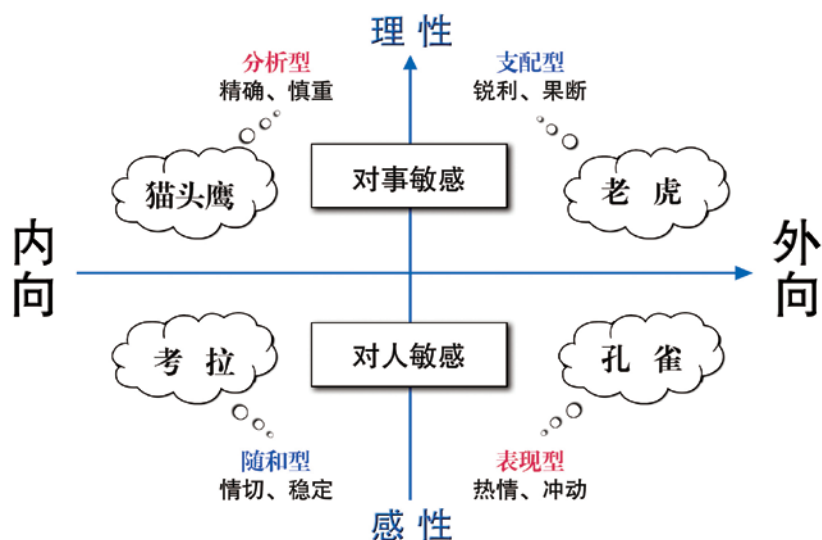 理性
分析型
精确、慎重
支配型
锐利、果断
对事敏感
猫头鹰
老虎
内向
外向
考拉
对人敏感
孔雀
随和型
情切、稳定
表现型
热情、冲动
感性